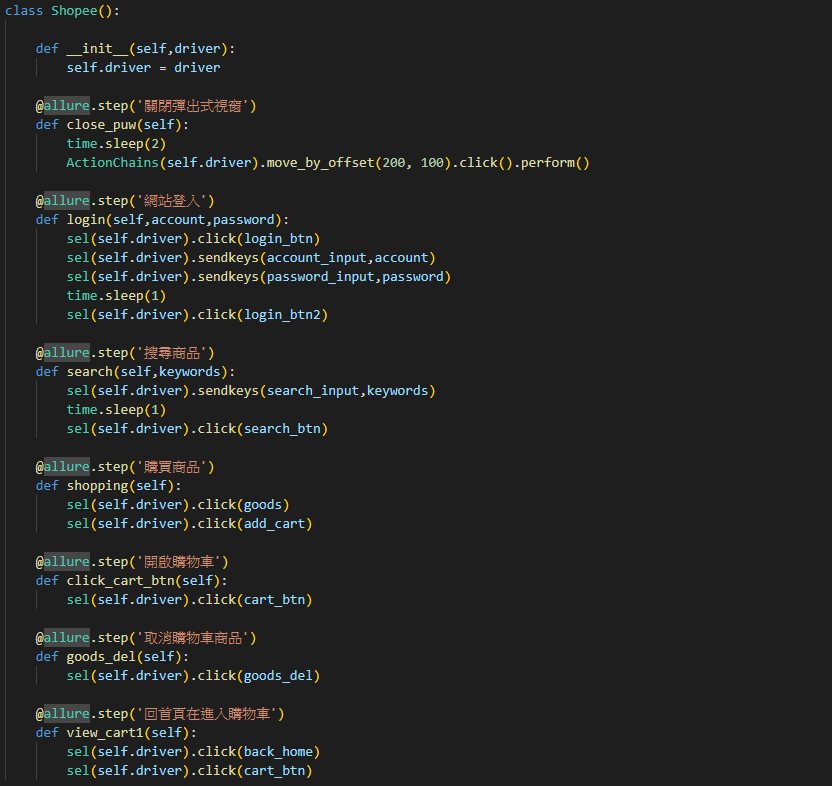 class Shopee():
def __init__(self,driver):
self.driver = driver
@allure.step('關閉彈出式視窗')
def close_puw(self):
time.sleep(2)
ActionChains(self.driver).move_by_offset(200, 100).click().perform()
@allure.step('網站登入')
def login(self,account,password):
sel(self.driver).click(login_btn)
sel(self.driver).sendkeys(account_input,account)
sel(self.driver).sendkeys(password_input,password)
time.sleep(1)
sel(self.driver).click(login_btn2)
@allure.step('搜尋商品')
def search(self,keywords):
sel(self.driver).sendkeys(search_input,keywords)
time.sleep(1)
sel(self.driver).click(search_btn)
@allure.step('購買商品')
def shopping(self):
sel(self.driver).click(goods)
sel(self.driver).click(add_cart)
@allure.step('開啟購物車')
def click_cart_btn(self):
sel(self.driver).click(cart_btn)
@allure.step('取消購物車商品')
def goods_del(self):
sel(self.driver).click(goods_del)
@allure.step('回首頁在進入購物車')
def view_cart1(self):
sel(self.driver).click(back_home)
sel(self.driver).click(cart_btn)